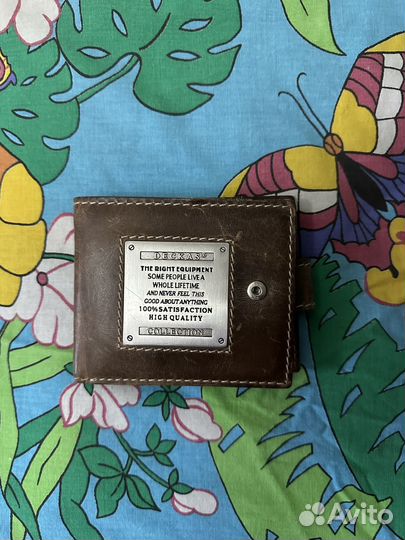 DECKAS®
THE RIGHT EQUIPMENT
SOME PEOPLE LIVE A
WHOLE LIFETIME
AND NEVER FEEL THIS
GOOD ABOUT ANYTHING
100% SATISFACTION
HIGH QUALITY
COLLECTION
Avito